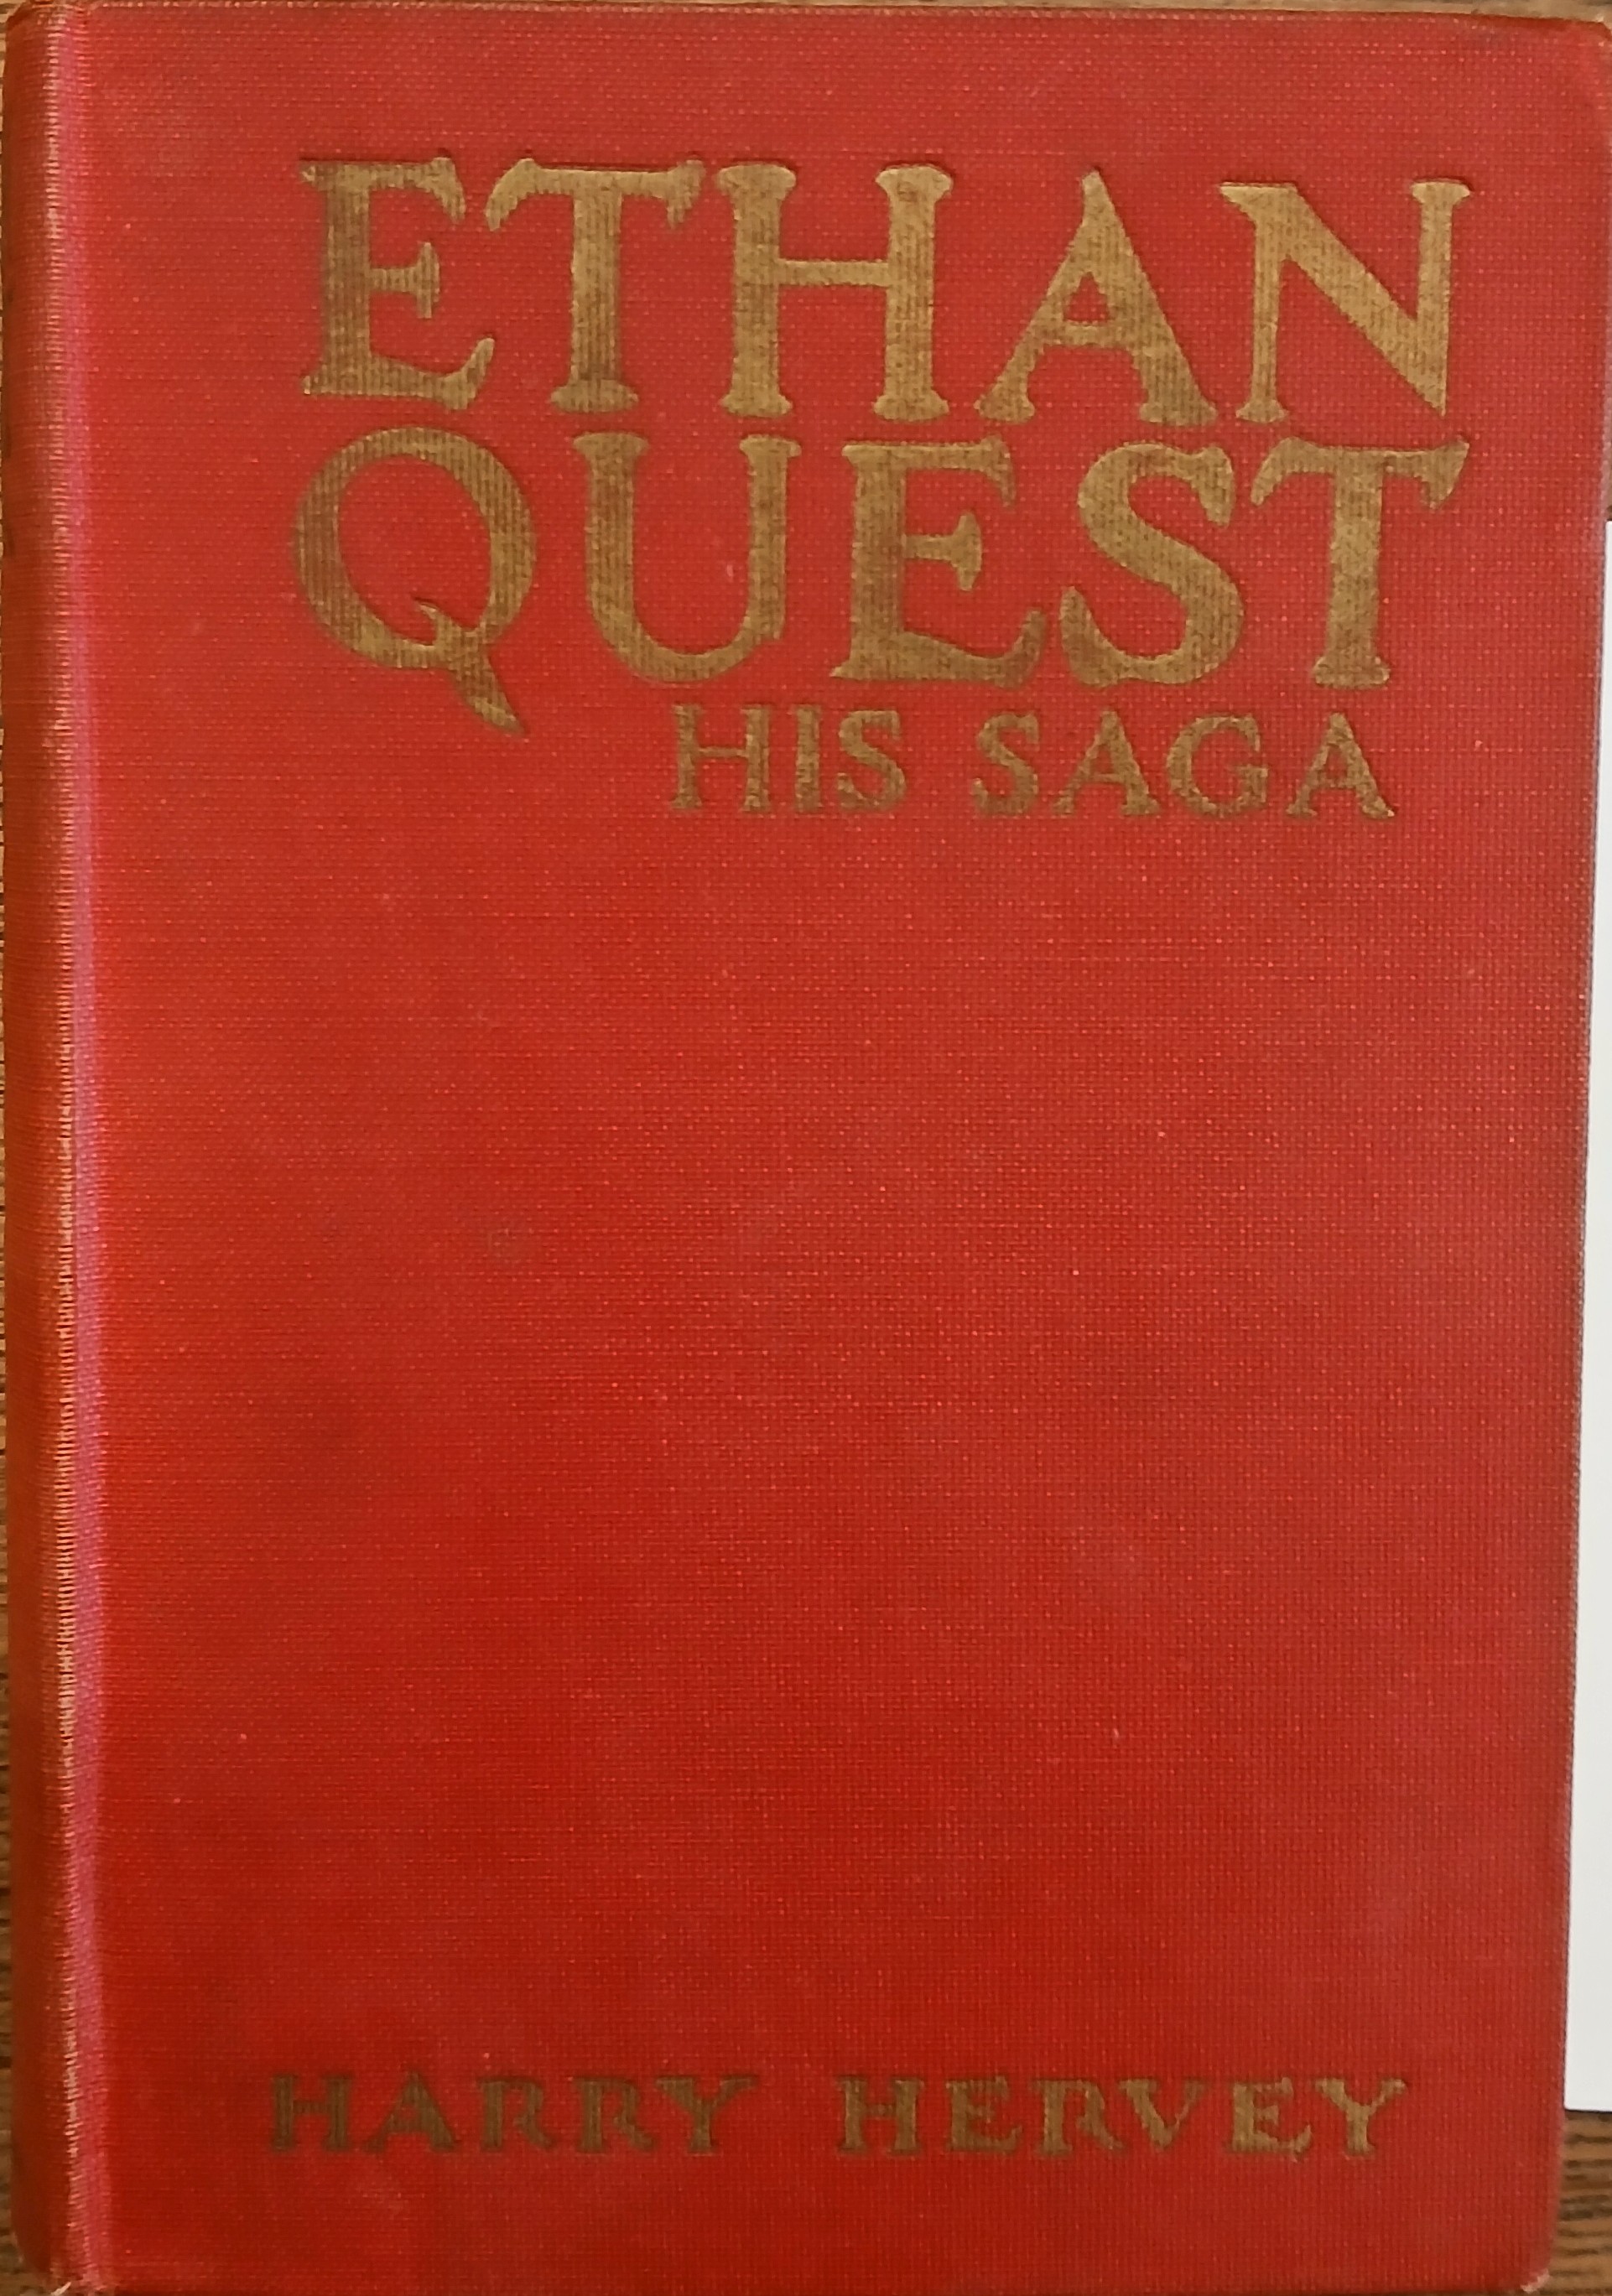 ETHAN
QUEST
HIS SAGA
HARRY HERVEY